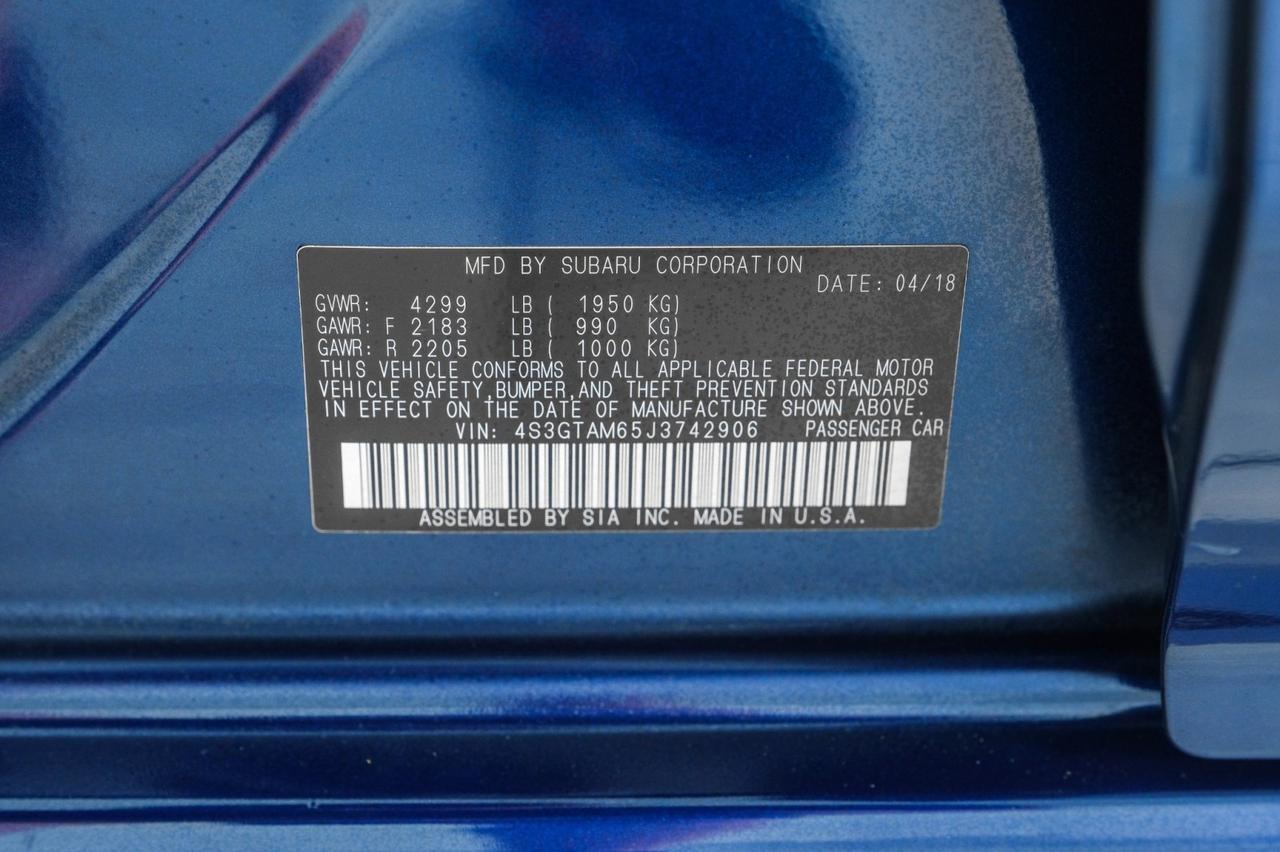 MFD BY SUBARU CORPORATION
DATE: 04/18
GVWR: 4299 LB ( 1950 KG)
GAWR: F 2183 LB ( 990 KG)
GAWR: R 2205 LB ( 1000 KG)
THIS VEHICLE CONFORMS TO ALL APPLICABLE FEDERAL MOTOR
VEHICLE SAFETY,BUMPER,AND THEFT PREVENTION STANDARDS
IN EFFECT ON THE DATE OF MANUFACTURE SHOWN ABOVE.
VIN: 4S3GTAM65J3742906 PASSENGER CAR
ASSEMBLED BY SIA INC. MADE IN U.S.A.